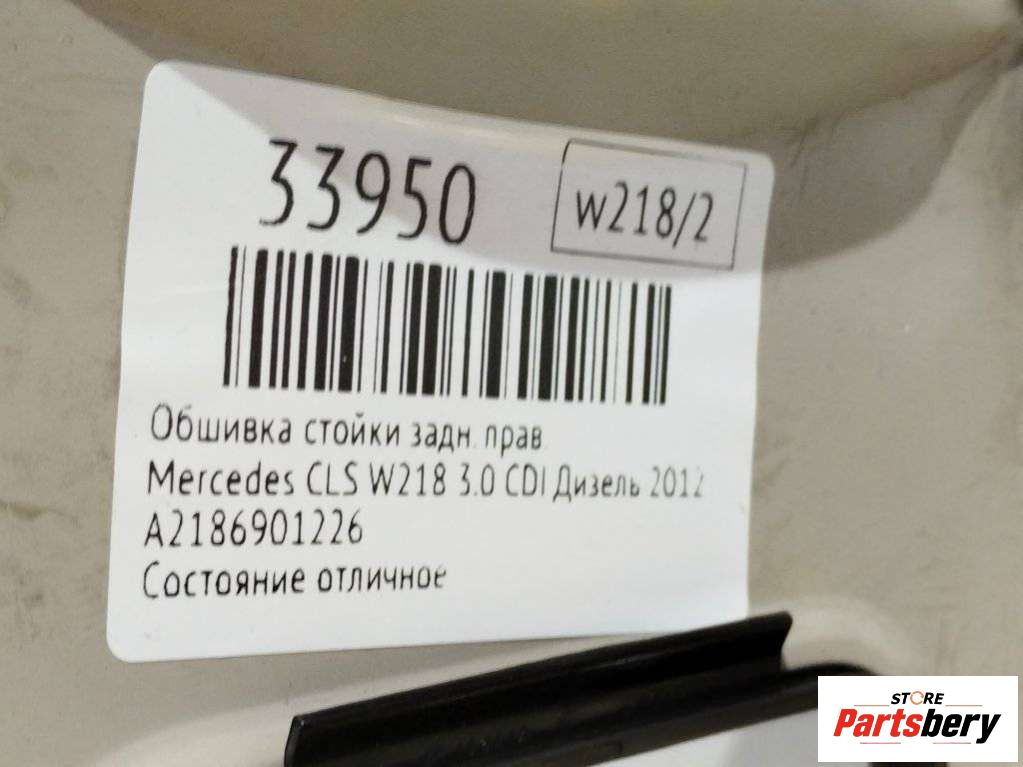 33950
w218/2
Обшивка стойки задн. прав.
Mercedes CLS W218 3.0 CDI Дизель 2012
A2186901226
Состояние отличное
STORE
Partsbery